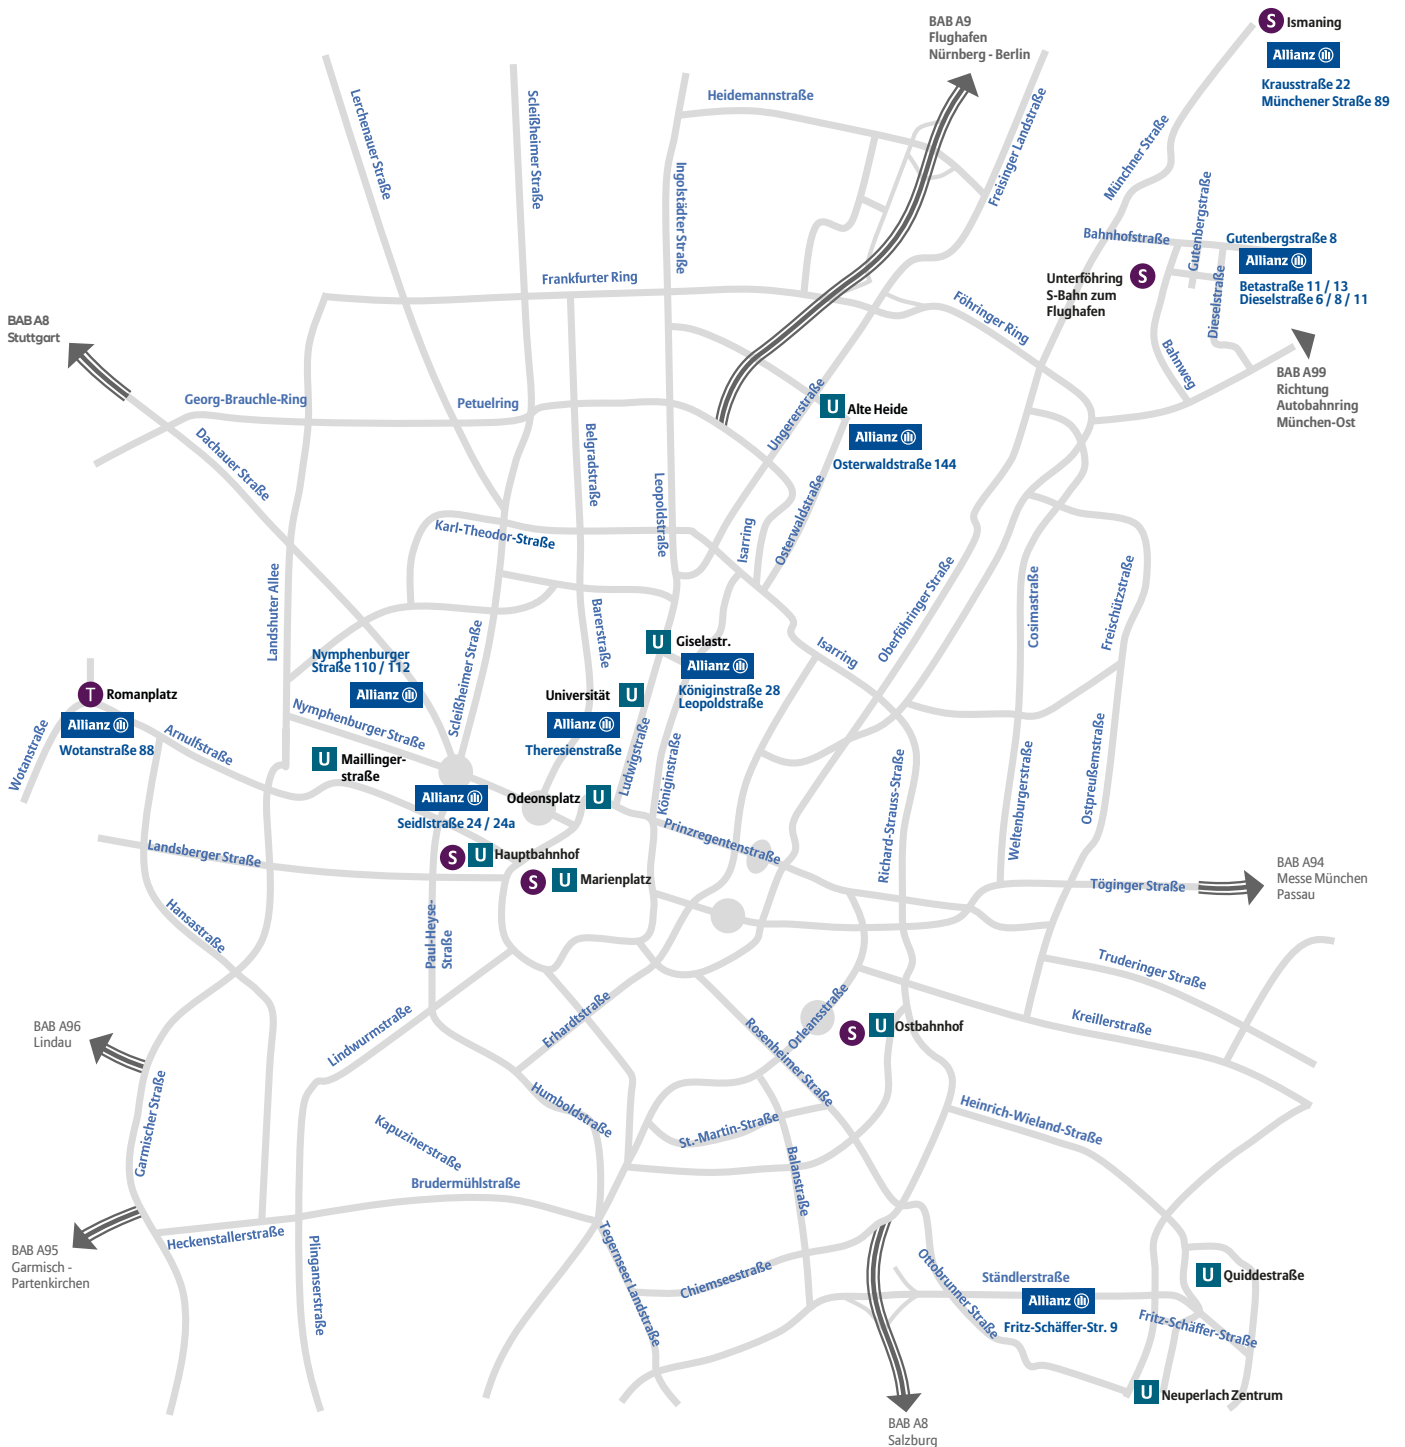 BAB A9
Flughafen
Nürnberg - Berlin
S Ismaning
Allianz
Krausstraße 22
Münchener Straße 89
Heidemannstraße
Lerchenauer Straße
Scleißheimer Straße
Ingolstädter Straße
Freisinger Landstraße
Münchner Straße
Gutenbergstraße
Bahnhofstraße
Gutenbergstraße 8
Allianz
Betastraße 11 / 13
Dieselstraße 6 / 8 / 11
Dieselstraße
Unterföhring
S-Bahn zum
Flughafen
S
Frankfurter Ring
Föhringer Ring
Bahnweg
BAB A8
Stuttgart
BAB A99
Richtung
Autobahnring
München-Ost
Georg-Brauchle-Ring
Petuelring
Ungererstraße
U Alte Heide
Allianz
Osterwaldstraße 144
Dachauer Straße
Belgradstraße
Leopoldstraße
Isarring
Osterwaldstraße
Karl-Theodor-Straße
Landshuter Allee
Barerstraße
Oberföhringer Straße
Cosimastraße
Freischützstraße
Scleißheimer Straße
Isarring
U Giselastr.
Allianz
Königinstraße 28
Leopoldstraße
Nymphenburger
Straße 110 / 112
Allianz
T Romanplatz
Allianz
Wotanstraße 88
Wotanstraße
Arnulfstraße
Nymphenburger Straße
Universität U
Allianz
Theresienstraße
Ludwigstraße
Königinstraße
U Maillinger-
straße
Allianz
Seidlstraße 24 / 24a
Odeonsplatz U
Prinzregentenstraße
Richard-Strauss-Straße
Weltenburgerstraße
Ostpreußemstraße
Landsberger Straße
S U Hauptbahnhof
S U Marienplatz
Töginger Straße
BAB A94
Messe München
Passau
Hansastraße
Paul-Heyse-
Straße
Truderinger Straße
Lindwurmstraße
Erhardtstraße
Rosenheimer Straße
Orleansstraße
S U Ostbahnhof
Kreillerstraße
BAB A96
Lindau
Garmischer Straße
Humboldstraße
Kapuzinerstraße
St.-Martin-Straße
Heinrich-Wieland-Straße
Balanstraße
Brudermühlstraße
Heckenstallerstraße
BAB A95
Garmisch -
Partenkirchen
Plinganserstraße
Tegernseer Landstraße
Chiemseestraße
Ottobrunner Straße
Ständlerstraße
Allianz
Fritz-Schäffer-Str. 9
U Quiddestraße
Fritz-Schäffer-Straße
U Neuperlach Zentrum
BAB A8
Salzburg